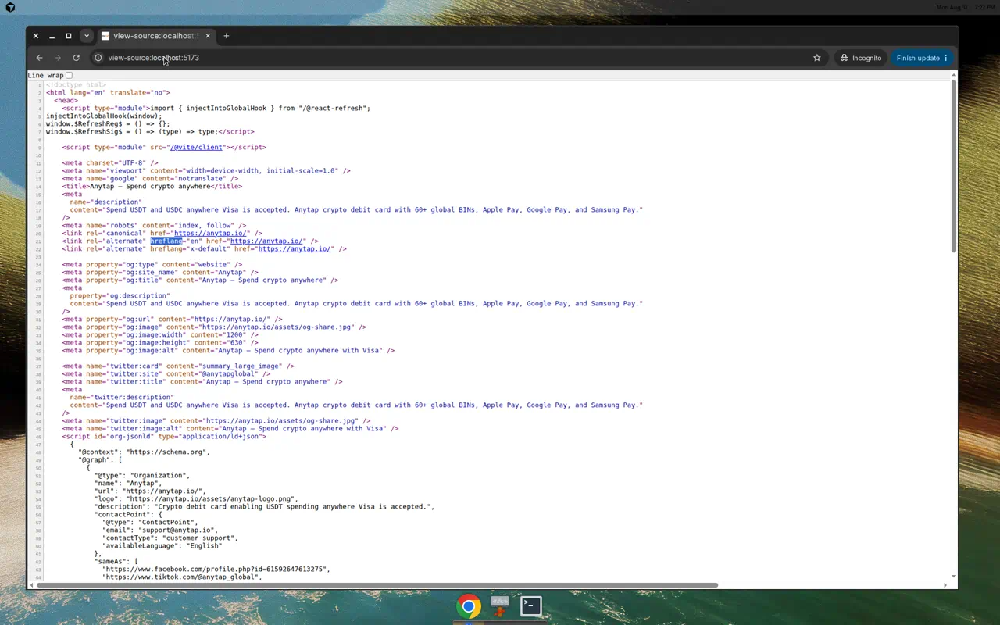 Mon Aug 31 2:22 PM
view-source:localhost:5
view-source:localhost:5173
Incognito
Finish update
Line wrap
1 <!doctype html>
2 <html lang="en" translate="no">
3 <head>
4 <script type="module">import { injectIntoGlobalHook } from "/@react-refresh";
5 injectIntoGlobalHook(window);
6 window.$RefreshReg$ = () => {};
7 window.$RefreshSig$ = () => (type) => type;</script>
8
9 <script type="module" src="/@vite/client"></script>
10
11 <meta charset="UTF-8" />
12 <meta name="viewport" content="width=device-width, initial-scale=1.0" />
13 <meta name="google" content="notranslate" />
14 <title>Anytap — Spend crypto anywhere</title>
15 <meta
16 name="description"
17 content="Spend USDT and USDC anywhere Visa is accepted. Anytap crypto debit card with 60+ global BINs, Apple Pay, Google Pay, and Samsung Pay."
18 />
19 <meta name="robots" content="index, follow" />
20 <link rel="canonical" href="https://anytap.io/" />
21 <link rel="alternate" hreflang="en" href="https://anytap.io/" />
22 <link rel="alternate" hreflang="x-default" href="https://anytap.io/" />
23
24 <meta property="og:type" content="website" />
25 <meta property="og:site_name" content="Anytap" />
26 <meta property="og:title" content="Anytap — Spend crypto anywhere" />
27 <meta
28 property="og:description"
29 content="Spend USDT and USDC anywhere Visa is accepted. Anytap crypto debit card with 60+ global BINs, Apple Pay, Google Pay, and Samsung Pay."
30 />
31 <meta property="og:url" content="https://anytap.io/" />
32 <meta property="og:image" content="https://anytap.io/assets/og-share.jpg" />
33 <meta property="og:image:width" content="1200" />
34 <meta property="og:image:height" content="630" />
35 <meta property="og:image:alt" content="Anytap — Spend crypto anywhere with Visa" />
36
37 <meta name="twitter:card" content="summary_large_image" />
38 <meta name="twitter:site" content="@anytapglobal" />
39 <meta name="twitter:title" content="Anytap — Spend crypto anywhere" />
40 <meta
41 name="twitter:description"
42 content="Spend USDT and USDC anywhere Visa is accepted. Anytap crypto debit card with 60+ global BINs, Apple Pay, Google Pay, and Samsung Pay."
43 />
44 <meta name="twitter:image" content="https://anytap.io/assets/og-share.jpg" />
45 <meta name="twitter:image:alt" content="Anytap — Spend crypto anywhere with Visa" />
46 <script id="org-jsonld" type="application/ld+json">
47 {
48 "@context": "https://schema.org",
49 "@graph": [
50 {
51 "@type": "Organization",
52 "name": "Anytap",
53 "url": "https://anytap.io/",
54 "logo": "https://anytap.io/assets/anytap-logo.png",
55 "description": "Crypto debit card enabling USDT spending anywhere Visa is accepted.",
56 "contactPoint": {
57 "@type": "ContactPoint",
58 "email": "support@anytap.io",
59 "contactType": "customer support",
60 "availableLanguage": "English"
61 },
62 "sameAs": [
63 "https://www.facebook.com/profile.php?id=61592647613275",
64 "https://www.tiktok.com/@anytap_global",